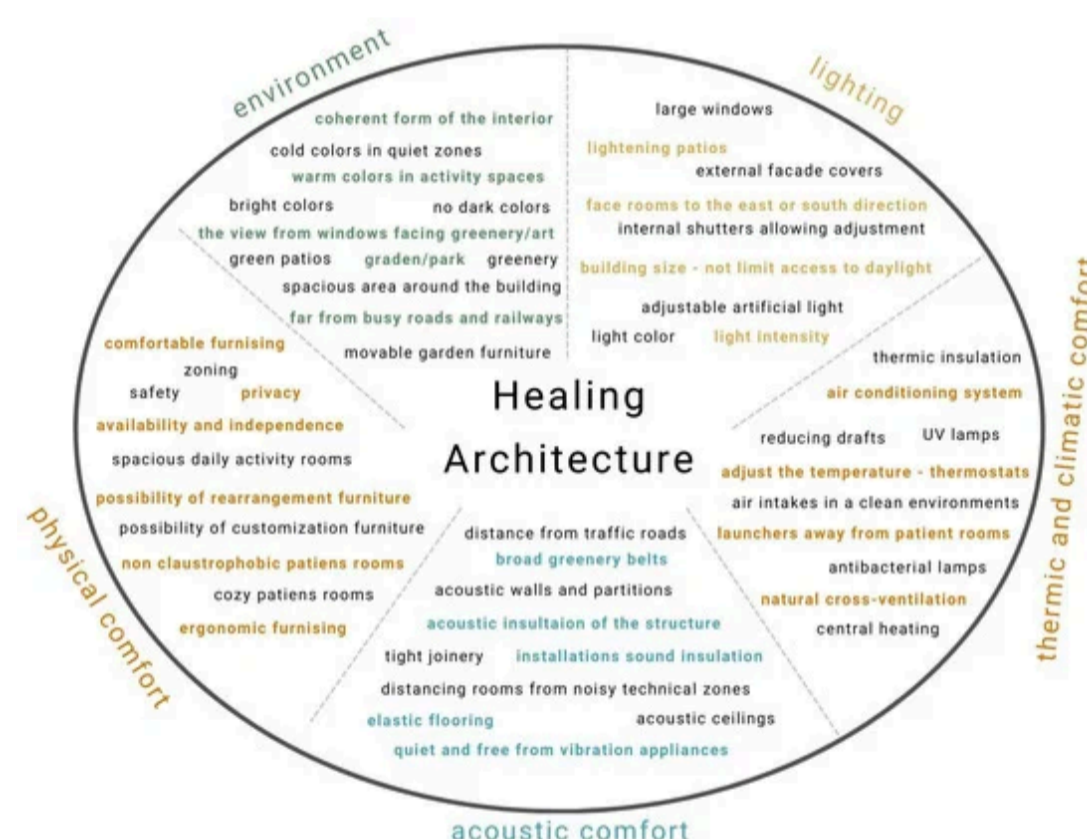 environment
coherent form of the interior
cold colors in quiet zones
warm colors in activity spaces
bright colors
no dark colors
the view from windows facing greenery/art
green patios
graden/park
greenery
spacious area around the building
far from busy roads and railways
movable garden furniture
lighting
large windows
lightening patios
external facade covers
face rooms to the east or south direction
internal shutters allowing adjustment
building size - not limit access to daylight
adjustable artificial light
light color
light intensity
Healing
Architecture
thermic and climatic comfort
thermic insulation
air conditioning system
reducing drafts
UV lamps
adjust the temperature - thermostats
air intakes in a clean environments
launchers away from patient rooms
antibacterial lamps
natural cross-ventilation
central heating
physical comfort
comfortable furnising
zoning
safety
privacy
availability and independence
spacious daily activity rooms
possibility of rearrangement furniture
possibility of customization furniture
non claustrophobic patiens rooms
cozy patiens rooms
ergonomic furnising
distance from traffic roads
broad greenery belts
acoustic walls and partitions
acoustic insultaion of the structure
tight joinery
installations sound insulation
distancing rooms from noisy technical zones
elastic flooring
acoustic ceilings
quiet and free from vibration appliances
acoustic comfort